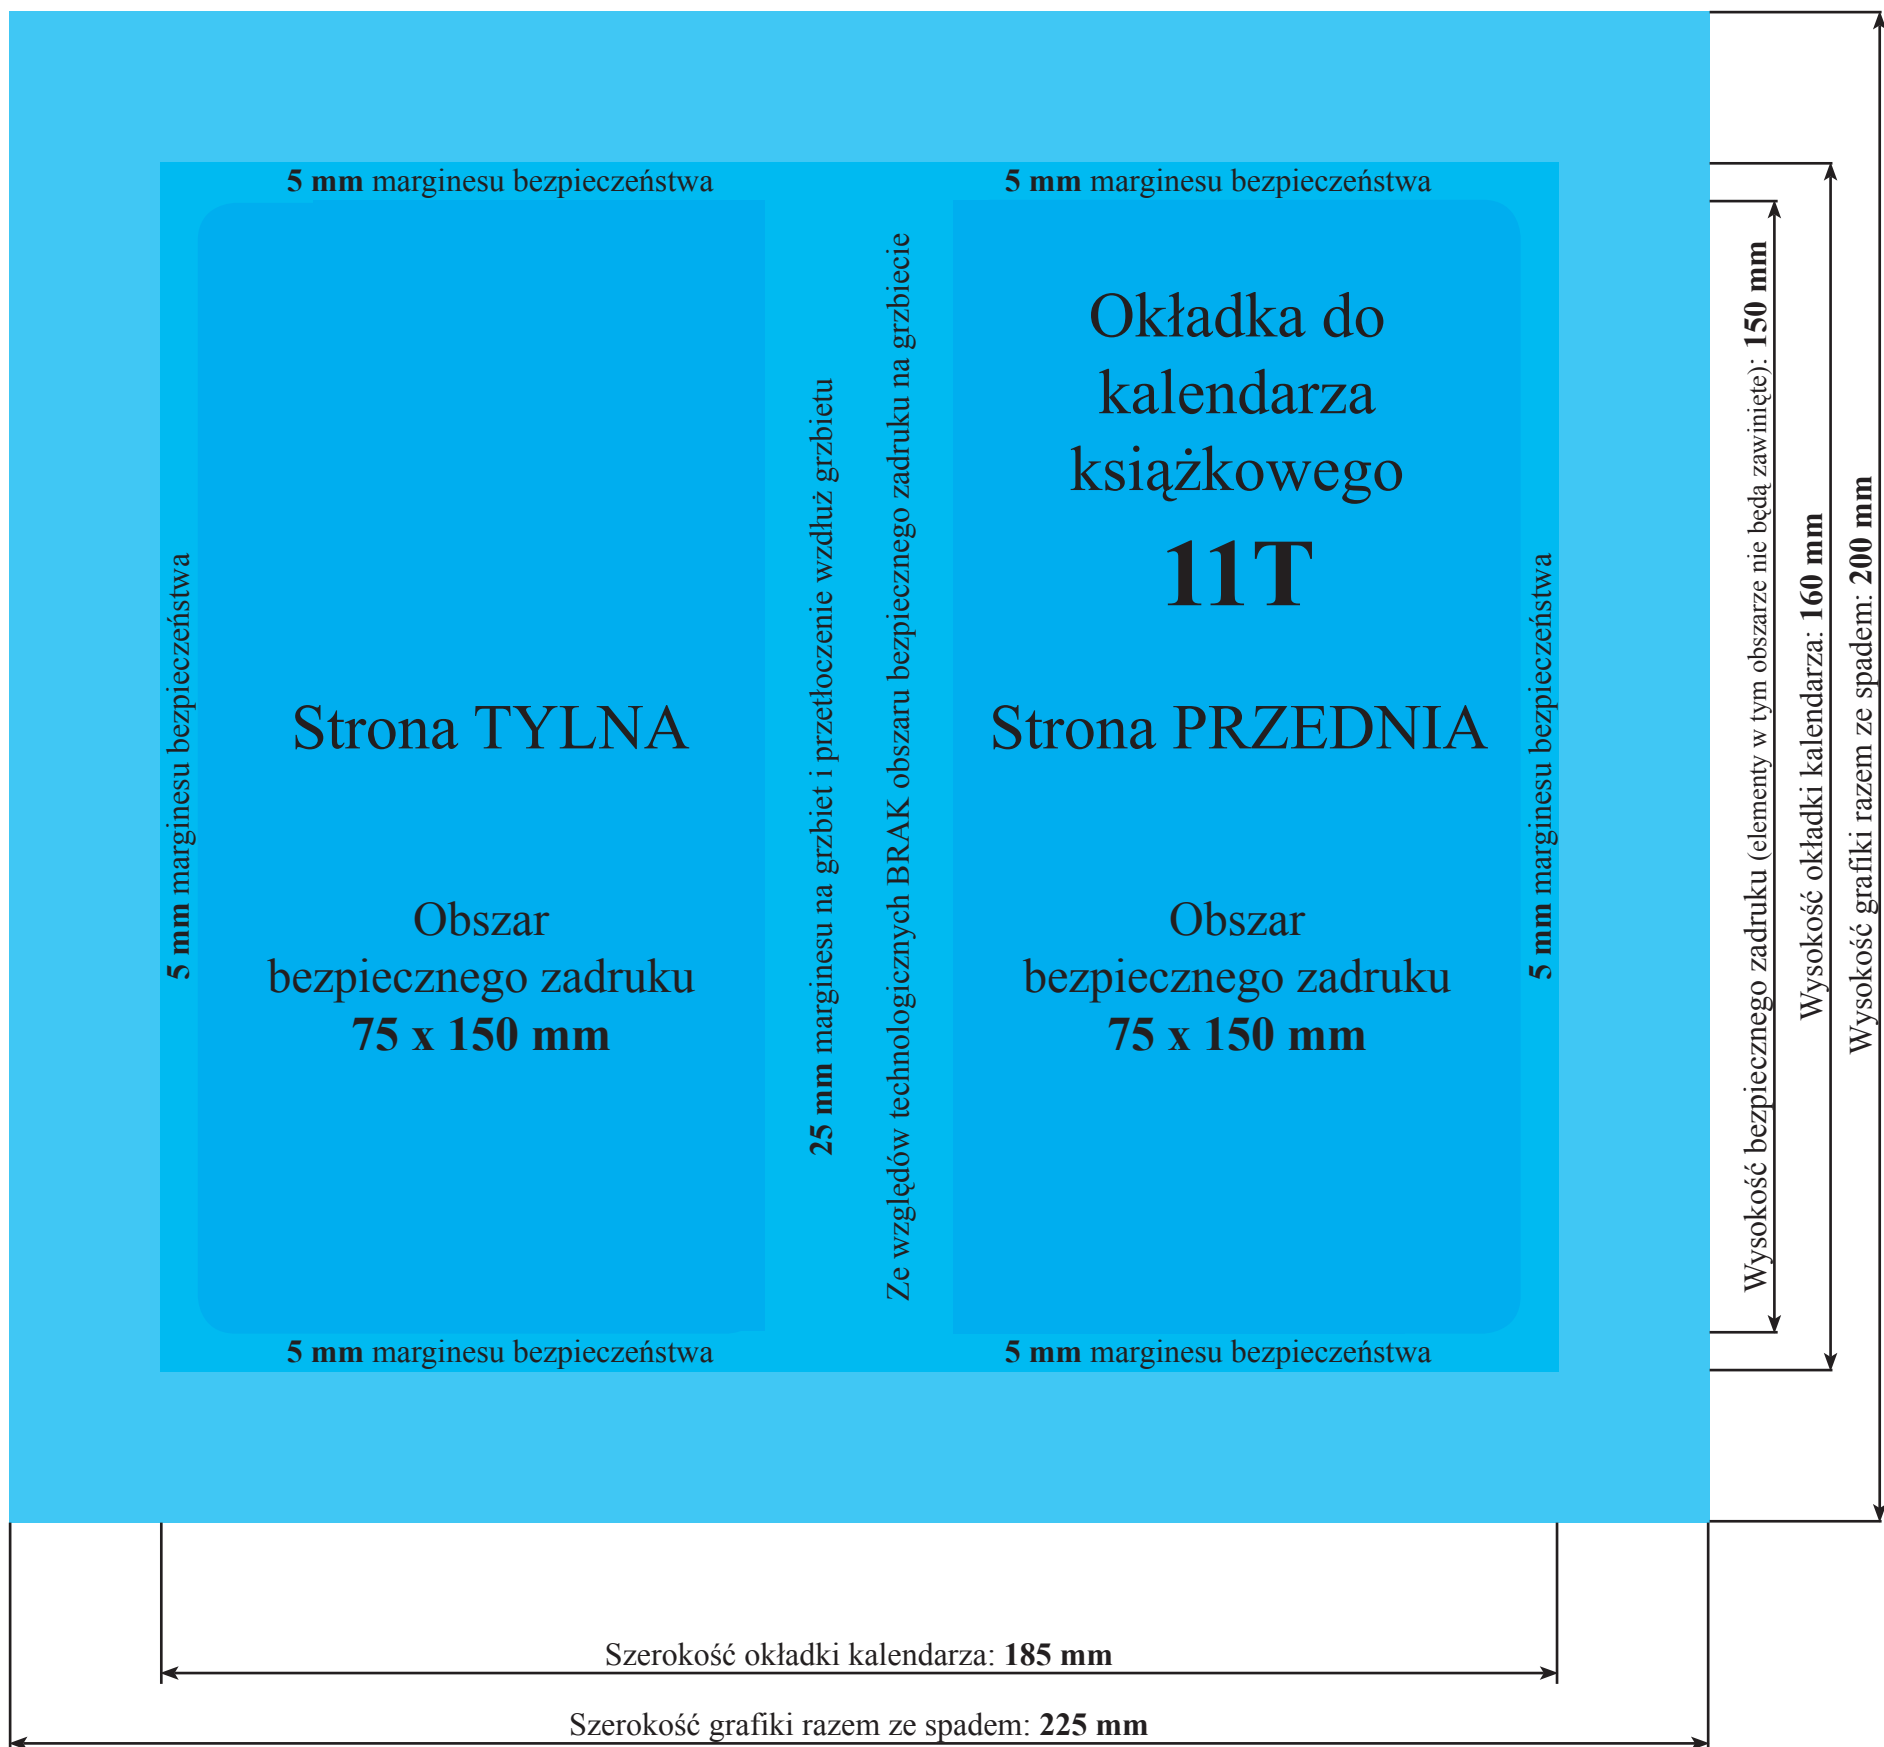 5 mm marginesu bezpieczeństwa
5 mm marginesu bezpieczeństwa
5 mm marginesu bezpieczeństwa
Strona TYLNA
Obszar
bezpiecznego zadruku
75 x 150 mm
25 mm marginesu na grzbiet i przetłoczenie wzdłuż grzbietu
Ze względów technologicznych BRAK obszaru bezpiecznego zadruku na grzbiecie
Okładka do
kalendarza
książkowego
11T
Strona PRZEDNIA
Obszar
bezpiecznego zadruku
75 x 150 mm
5 mm marginesu bezpieczeństwa
5 mm marginesu bezpieczeństwa
5 mm marginesu bezpieczeństwa
Wysokość bezpiecznego zadruku (elementy w tym obszarze nie będą zawinięte): 150 mm
Wysokość okładki kalendarza: 160 mm
Wysokość grafiki razem ze spadem: 200 mm
Szerokość okładki kalendarza: 185 mm
Szerokość grafiki razem ze spadem: 225 mm